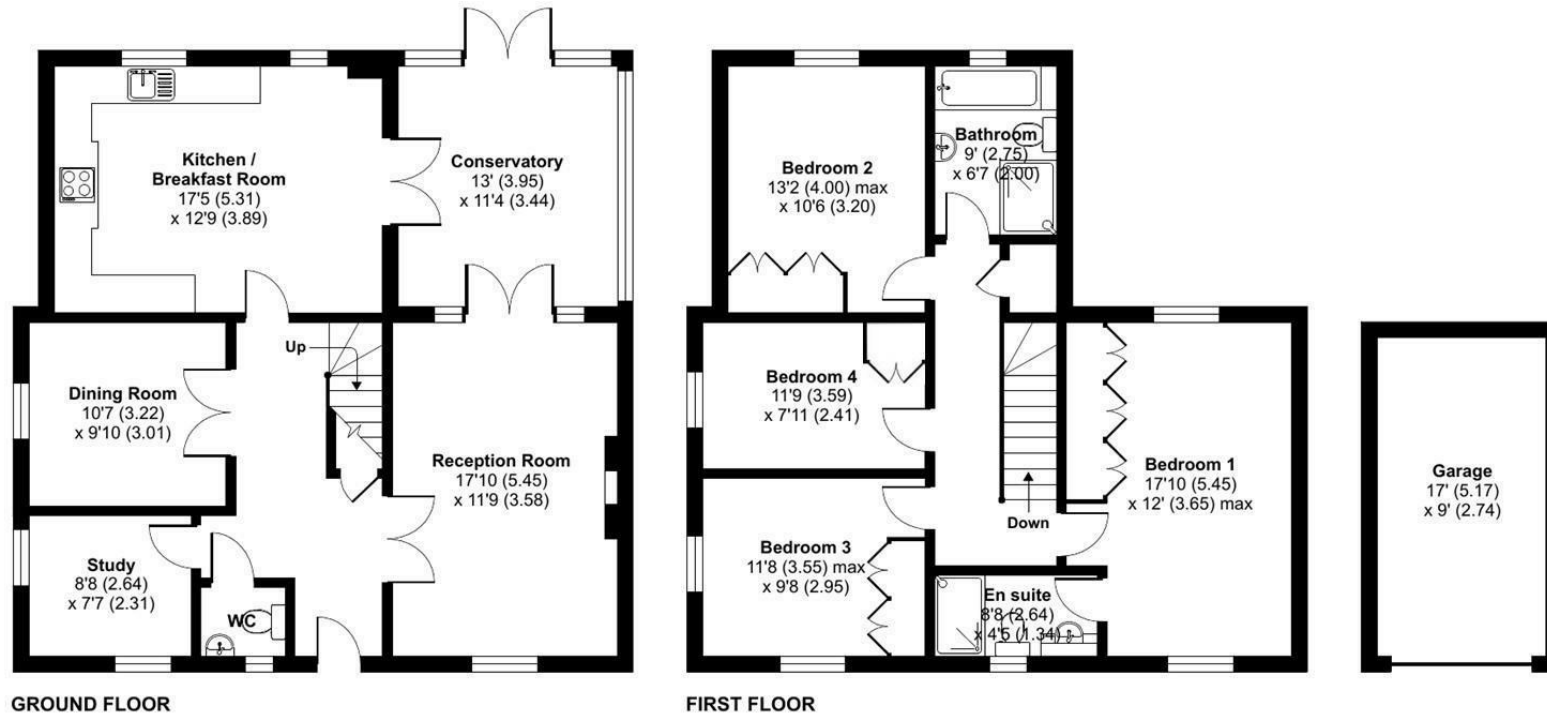 Kitchen /
Breakfast Room
17'5 (5.31)
x 12'9 (3.89)
Conservatory
13' (3.95)
x 11'4 (3.44)
Up
Dining Room
10'7 (3.22)
x 9'10 (3.01)
Reception Room
17'10 (5.45)
x 11'9 (3.58)
Study
8'8 (2.64)
x 7'7 (2.31)
WC
GROUND FLOOR
Bedroom 2
13'2 (4.00) max
x 10'6 (3.20)
Bathroom
9' (2.75)
x 6'7 (2.00)
Bedroom 4
11'9 (3.59)
x 7'11 (2.41)
Bedroom 1
17'10 (5.45)
x 12' (3.65) max
Down
Bedroom 3
11'8 (3.55) max
x 9'8 (2.95)
En suite
8'8 (2.64)
x 4'5 (1.34)
FIRST FLOOR
Garage
17' (5.17)
x 9' (2.74)